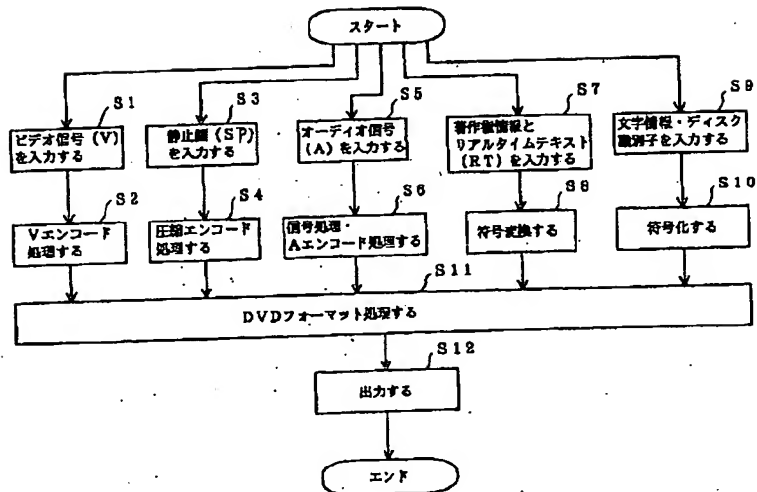 スタート
S1
ビデオ信号(V)
を入力する
S3
静止画(SP)
を入力する
S5
オーディオ信号
(A)を入力する
S7
著作権情報と
リアルタイムテキスト
(RT)を入力する
S9
文字情報・ディスク
識別子を入力する
S2
Vエンコード
処理する
S4
圧縮エンコード
処理する
S6
信号処理・
Aエンコード処理する
S8
符号変換する
S10
符号化する
S11
DVDフォーマット処理する
S12
出力する
エンド